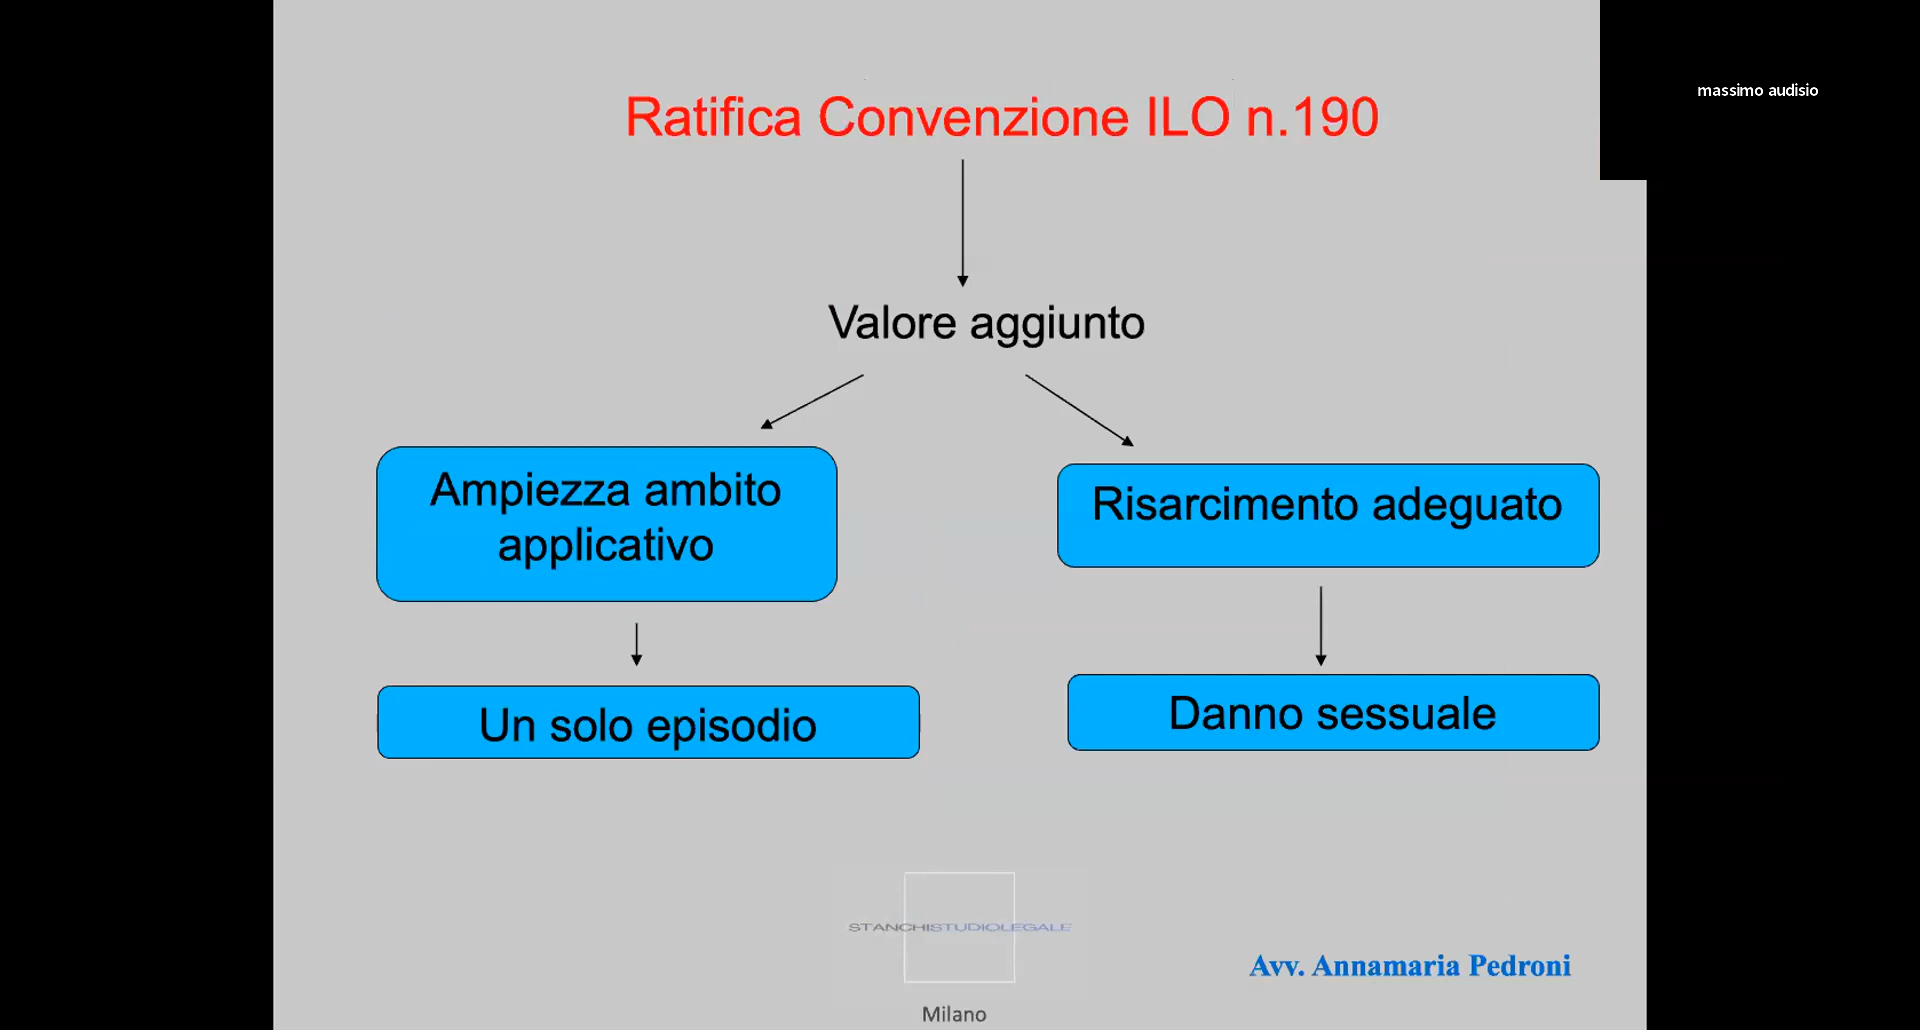 massimo audisio
Ratifica Convenzione ILO n.190
Valore aggiunto
Ampiezza ambito
applicativo
Risarcimento adeguato
Un solo episodio
Danno sessuale
STANCHISTUDIOLEGALE
Avv. Annamaria Pedroni
Milano